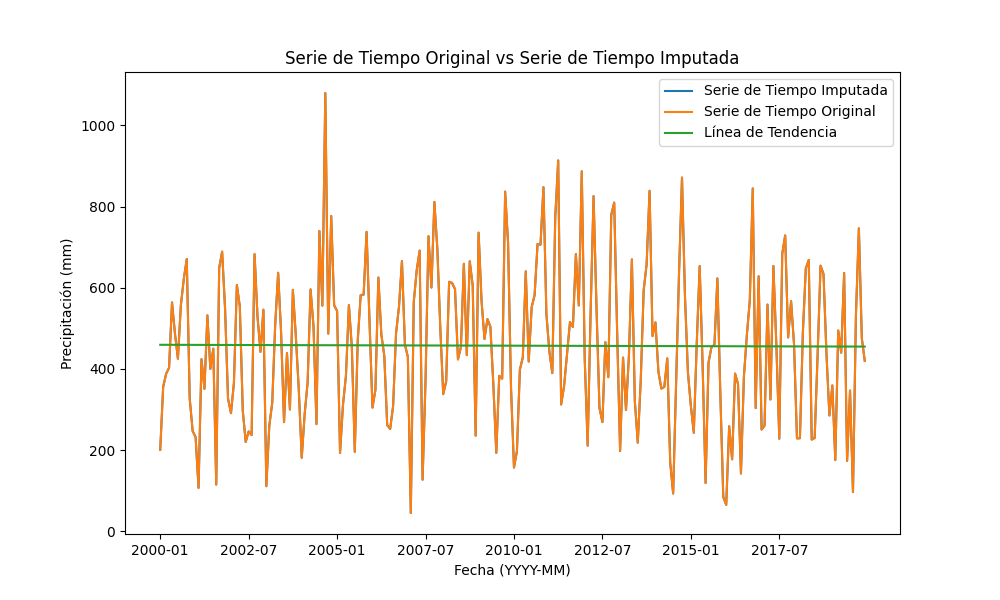 Serie de Tiempo Original vs Serie de Tiempo Imputada
Serie de Tiempo Imputada
Serie de Tiempo Original
Línea de Tendencia
Precipitación (mm)
1000
800
600
400
200
0
2000-01 2002-07 2005-01 2007-07 2010-01 2012-07 2015-01 2017-07
Fecha (YYYY-MM)